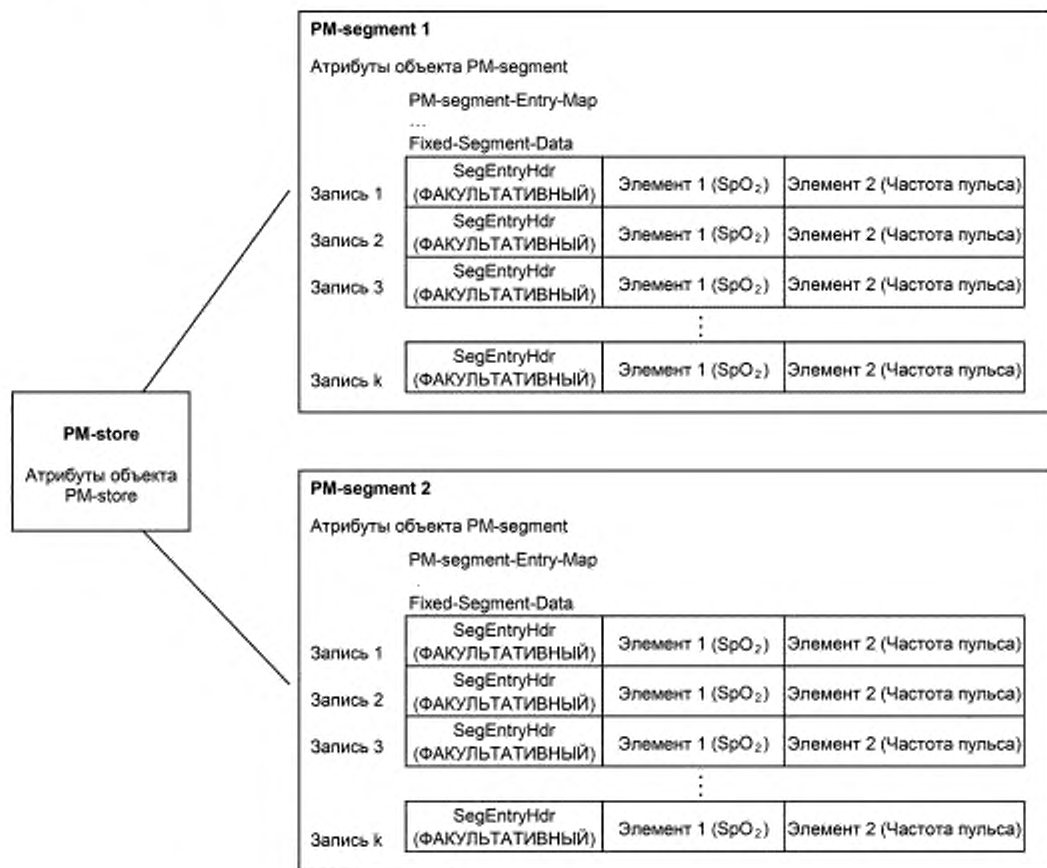 PM-segment 1
Атрибуты объекта PM-segment
PM-segment-Entry-Map
...
Fixed-Segment-Data
Запись 1
SegEntryHdr
(ФАКУЛЬТАТИВНЫЙ)
Элемент 1 (SpO₂)
Элемент 2 (Частота пульса)
Запись 2
SegEntryHdr
(ФАКУЛЬТАТИВНЫЙ)
Элемент 1 (SpO₂)
Элемент 2 (Частота пульса)
Запись 3
SegEntryHdr
(ФАКУЛЬТАТИВНЫЙ)
Элемент 1 (SpO₂)
Элемент 2 (Частота пульса)
Запись k
SegEntryHdr
(ФАКУЛЬТАТИВНЫЙ)
Элемент 1 (SpO₂)
Элемент 2 (Частота пульса)
PM-store
Атрибуты объекта
PM-store
PM-segment 2
Атрибуты объекта PM-segment
PM-segment-Entry-Map
Fixed-Segment-Data
Запись 1
SegEntryHdr
(ФАКУЛЬТАТИВНЫЙ)
Элемент 1 (SpO₂)
Элемент 2 (Частота пульса)
Запись 2
SegEntryHdr
(ФАКУЛЬТАТИВНЫЙ)
Элемент 1 (SpO₂)
Элемент 2 (Частота пульса)
Запись 3
SegEntryHdr
(ФАКУЛЬТАТИВНЫЙ)
Элемент 1 (SpO₂)
Элемент 2 (Частота пульса)
Запись k
SegEntryHdr
(ФАКУЛЬТАТИВНЫЙ)
Элемент 1 (SpO₂)
Элемент 2 (Частота пульса)